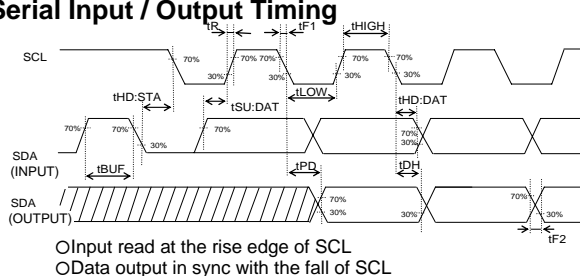 Serial Input / Output Timing
tR tF1 tHIGH
SCL 70% 70% 70% 70% 70%
30% 30% 30% 30%
tHD:STA tLOW tHD:DAT
tSU:DAT
70% 70% 70% 70%
30% 30%
SDA
(INPUT)
tBUF tPD tDH
SDA
(OUTPUT)
70% 70%
30% 30% 30%
tF2
○Input read at the rise edge of SCL
○Data output in sync with the fall of SCL